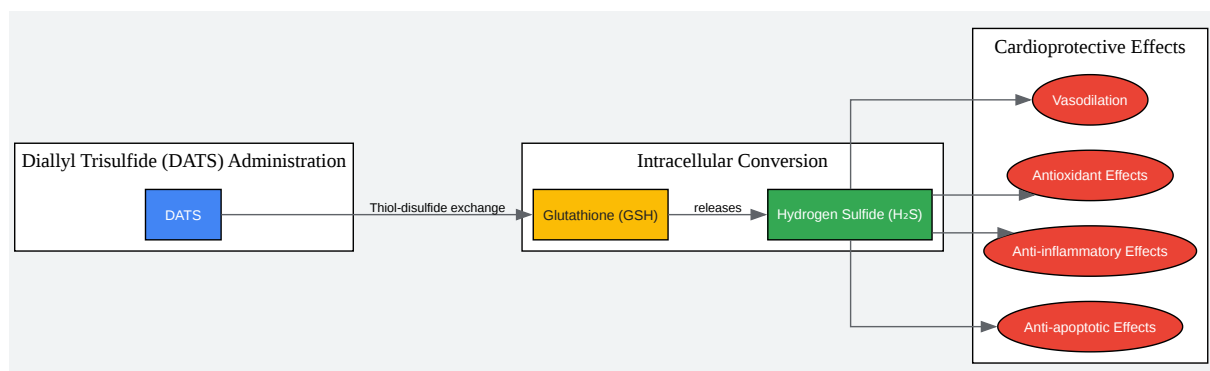 Cardioprotective Effects
Vasodilation
Diallyl Trisulfide (DATS) Administration
Intracellular Conversion
Antioxidant Effects
DATS
Thiol-disulfide exchange
Glutathione (GSH)
releases
Hydrogen Sulfide (H₂S)
Anti-inflammatory Effects
Anti-apoptotic Effects